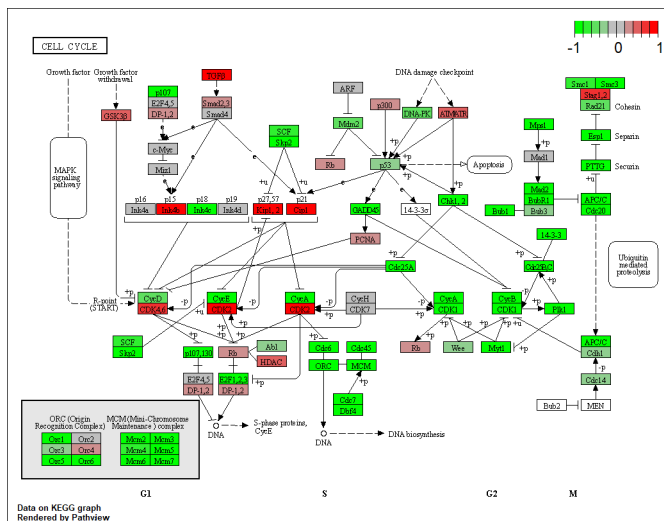 CELL CYCLE
-1 0 1
Growth factor
Growth factor
withdrawal
TGFβ
DNA damage checkpoint
Smc1 Smc3
Stag1,2
Rad21
Cohesin
p107
E2F4,5
DP-1,2
Smad2,3
Smad4
ARF
p300
DNA-PK
ATM/ATR
GSK3β
Mdm2
Mps1
Esp1
Separin
SCF
Skp2
c-Myc
Miz1
Rb
p53
Apoptosis
Mad1
PTTG
Securin
MAPK
signaling
pathway
p16 p15 p18 p19 p27,57 p21
Ink4a Ink4b Ink4c Ink4d Kip1,2 Cip1
GADD45
14-3-3σ
Chk1,2
Mad2
BubR1
Bub3
Bub1
APC/C
Cdc20
PCNA
14-3-3
Cdc25A
Cdc25B,C
Ubiquitin
mediated
proteolysis
R-point
(START)
CycD
CDK4,6
CycE
CDK2
CycA
CDK2
CycH
CDK7
CycA
CDK1
CycB
CDK1
Plk1
SCF
Skp2
p107,130
Rb
Abl
HDAC
Cdc6
Cdc45
ORC
MCM
Rb
Wee
Myt1
APC/C
Cdh1
E2F4,5
DP-1,2
E2F1,2,3
DP-1,2
Cdc7
Dbf4
Cdc14
Bub2
MEN
DNA
S-phase proteins,
CycE
DNA
DNA biosynthesis
ORC (Origin
Recognition Complex)
MCM (Mini-Chromosome
Maintenance) complex
Orc1 Orc2 Mcm2 Mcm3
Orc3 Orc4 Mcm4 Mcm5
Orc5 Orc6 Mcm6 Mcm7
G1 S G2 M
Data on KEGG graph
Rendered by Pathview